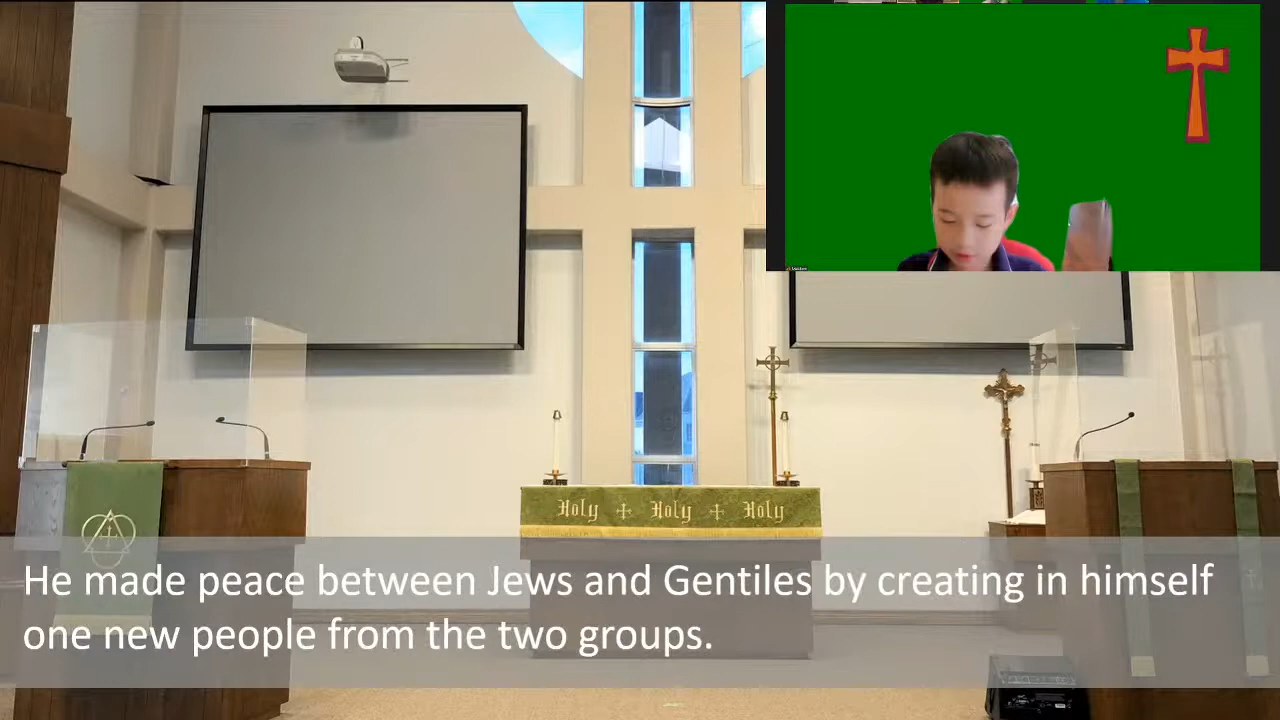 Holy Holy Holy
He made peace between Jews and Gentiles by creating in himself
one new people from the two groups.